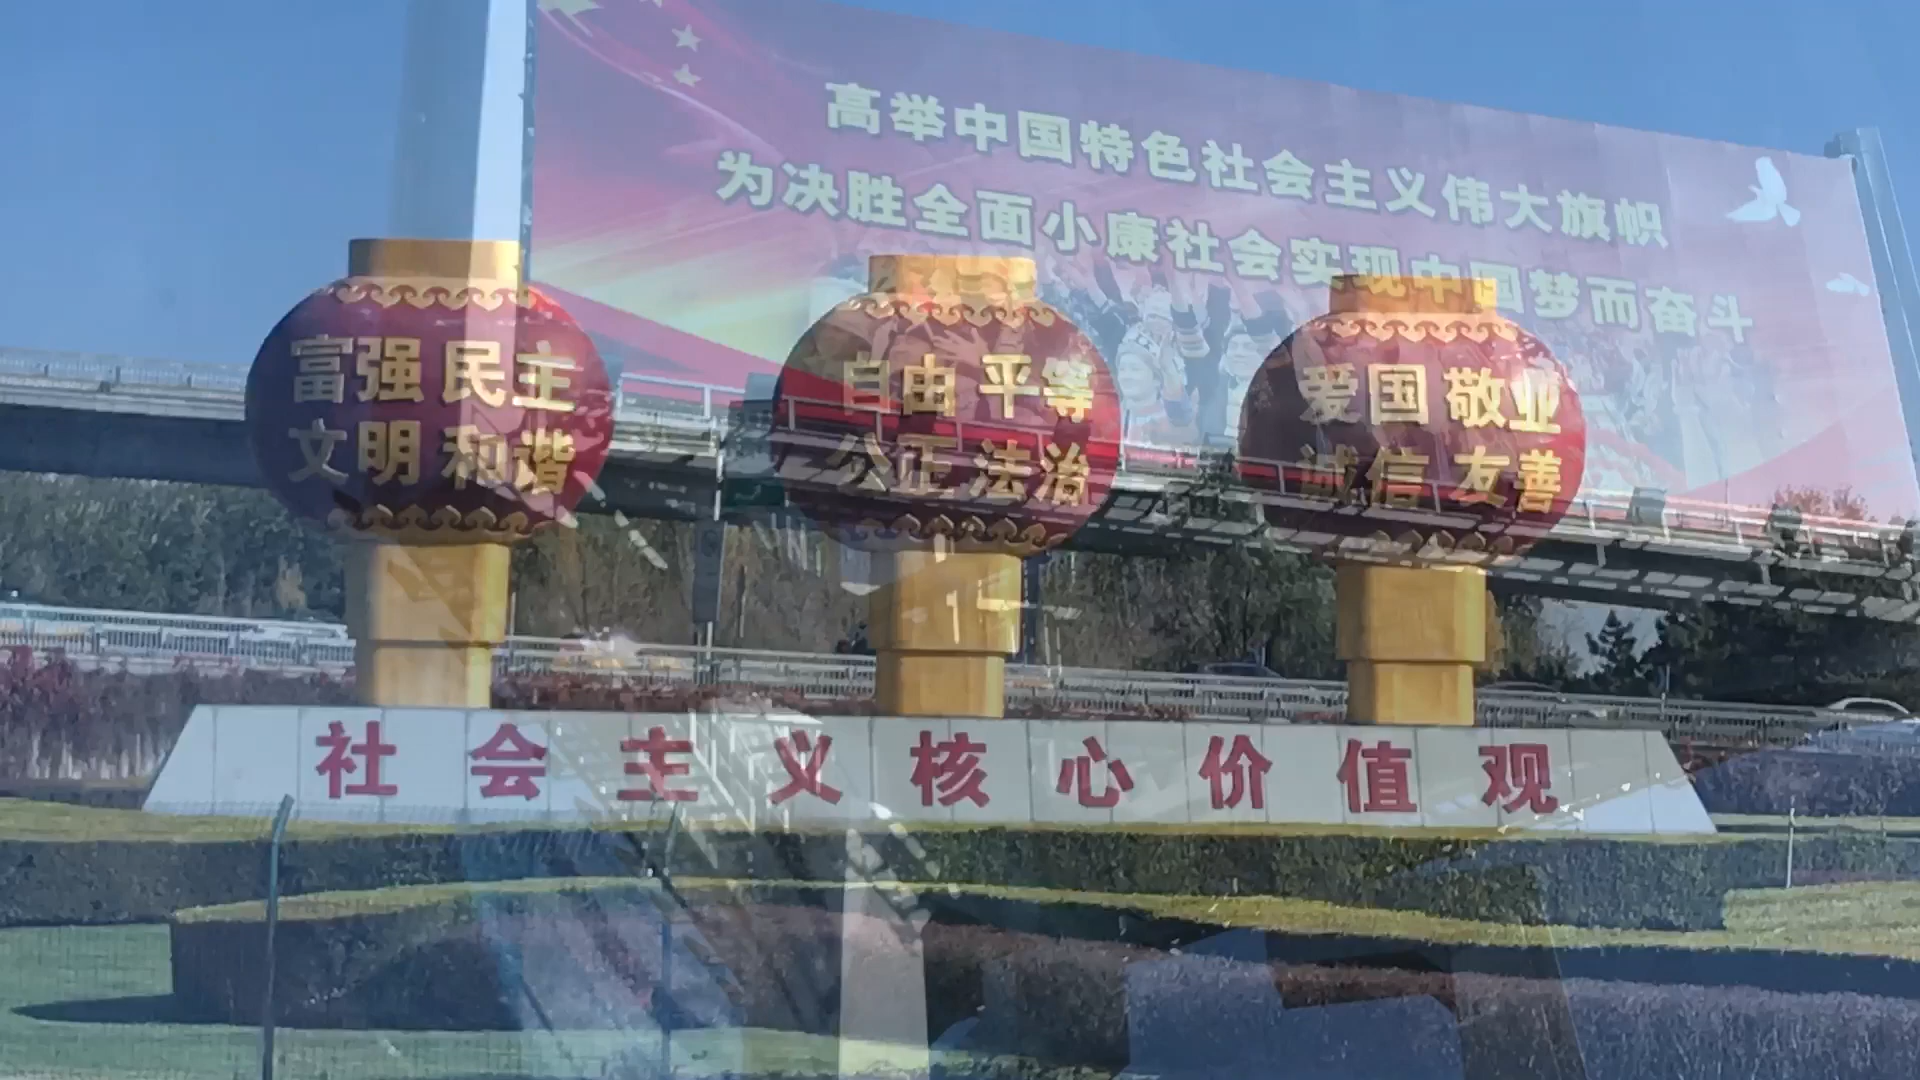 高举中国特色社会主义伟大旗帜
为决胜全面小康社会实现中国梦而奋斗
富强 民主
文明 和谐
自由 平等
公正 法治
爱国 敬业
诚信 友善
社会主义核心价值观